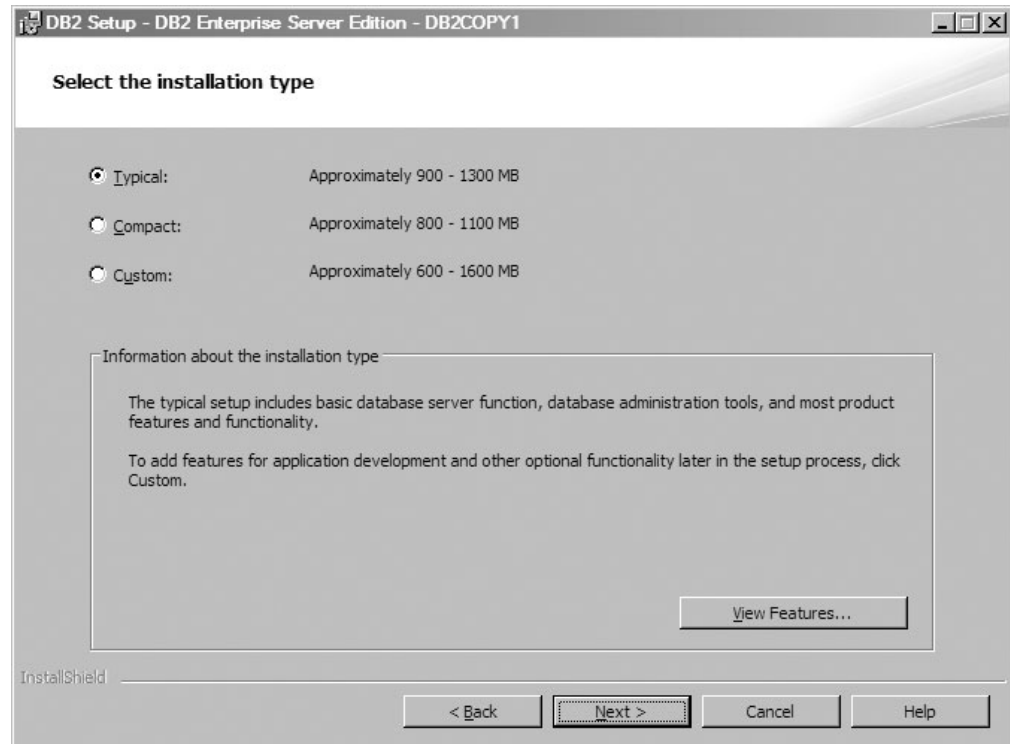 DB2 Setup - DB2 Enterprise Server Edition - DB2COPY1
Select the installation type
Typical: Approximately 900 - 1300 MB
Compact: Approximately 800 - 1100 MB
Custom: Approximately 600 - 1600 MB
Information about the installation type
The typical setup includes basic database server function, database administration tools, and most product
features and functionality.
To add features for application development and other optional functionality later in the setup process, click
Custom.
View Features...
InstallShield
< Back Next > Cancel Help